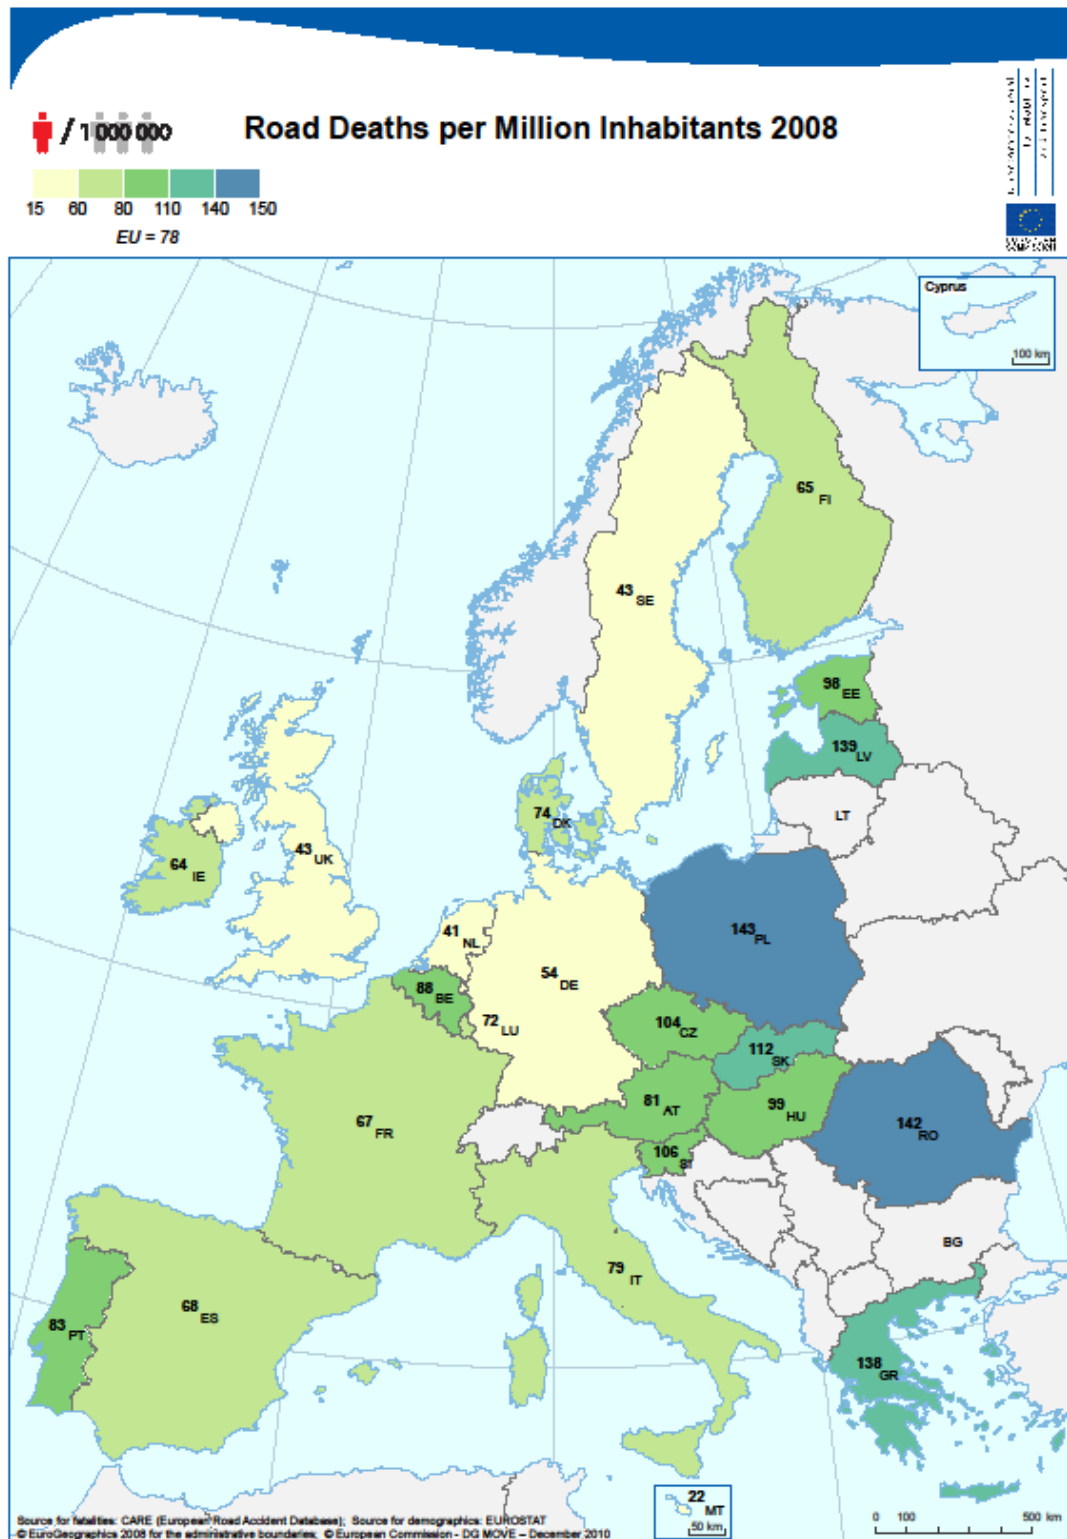 Road Deaths per Million Inhabitants 2008
/ 1 000 000
15 60 80 110 140 150
EU = 78
Cyprus
100 km
65 FI
43 SE
98 EE
139 LV
LT
74 DK
64 IE
43 UK
143 PL
41 NL
54 DE
88 BE
72 LU
104 CZ
112 SK
81 AT
99 HU
67 FR
142 RO
106 SI
BG
79 IT
68 ES
83 PT
138 GR
22 MT
50 km
0 100 500 km
Source for fatalities: CARE (European Road Accident Database); Source for demographics: EUROSTAT
© EuroGeographics 2008 for the administrative boundaries; © European Commission - DG MOVE – December 2010